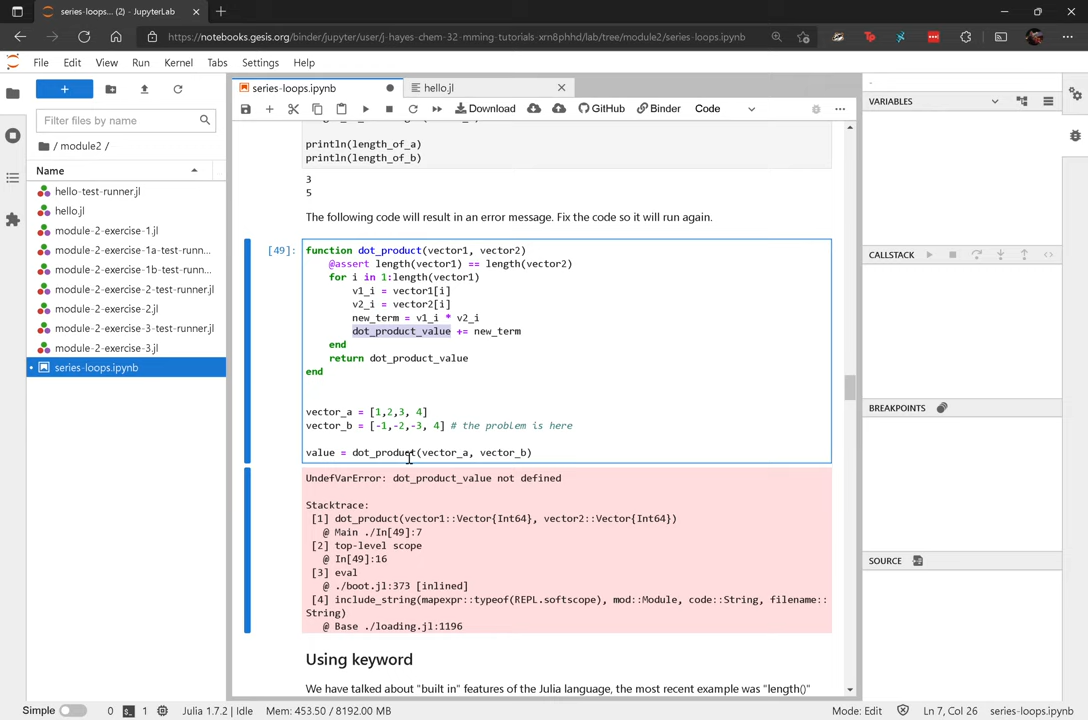 series-loops... (2) - JupyterLab
https://notebooks.gesis.org/binder/jupyter/user/j-hayes-chem-32-mming-tutorials-xrn8phhd/lab/tree/module2/series-loops.ipynb
File Edit View Run Kernel Tabs Settings Help
series-loops.ipynb
hello.jl
Download GitHub Binder Code
Filter files by name
/ module2 /
Name
hello-test-runner.jl
hello.jl
module-2-exercise-1.jl
module-2-exercise-1a-test-runn...
module-2-exercise-1b-test-runn...
module-2-exercise-2-test-runner.jl
module-2-exercise-2.jl
module-2-exercise-3-test-runner.jl
module-2-exercise-3.jl
series-loops.ipynb
println(length_of_a)
println(length_of_b)
3
5
The following code will result in an error message. Fix the code so it will run again.
[49]:
function dot_product(vector1, vector2)
@assert length(vector1) == length(vector2)
for i in 1:length(vector1)
v1_i = vector1[i]
v2_i = vector2[i]
new_term = v1_i * v2_i
dot_product_value += new_term
end
return dot_product_value
end
vector_a = [1,2,3, 4]
vector_b = [-1,-2,-3, 4] # the problem is here
value = dot_product(vector_a, vector_b)
UndefVarError: dot_product_value not defined
Stacktrace:
[1] dot_product(vector1::Vector{Int64}, vector2::Vector{Int64})
@ Main ./In[49]:7
[2] top-level scope
@ In[49]:16
[3] eval
@ ./boot.jl:373 [inlined]
[4] include_string(mapexpr::typeof(REPL.softscope), mod::Module, code::String, filename::
String)
@ Base ./loading.jl:1196
Using keyword
We have talked about "built in" features of the Julia language, the most recent example was "length()"
VARIABLES
CALLSTACK
BREAKPOINTS
SOURCE
Simple 0 1 Julia 1.7.2 | Idle Mem: 453.50 / 8192.00 MB Mode: Edit Ln 7, Col 26 series-loops.ipynb